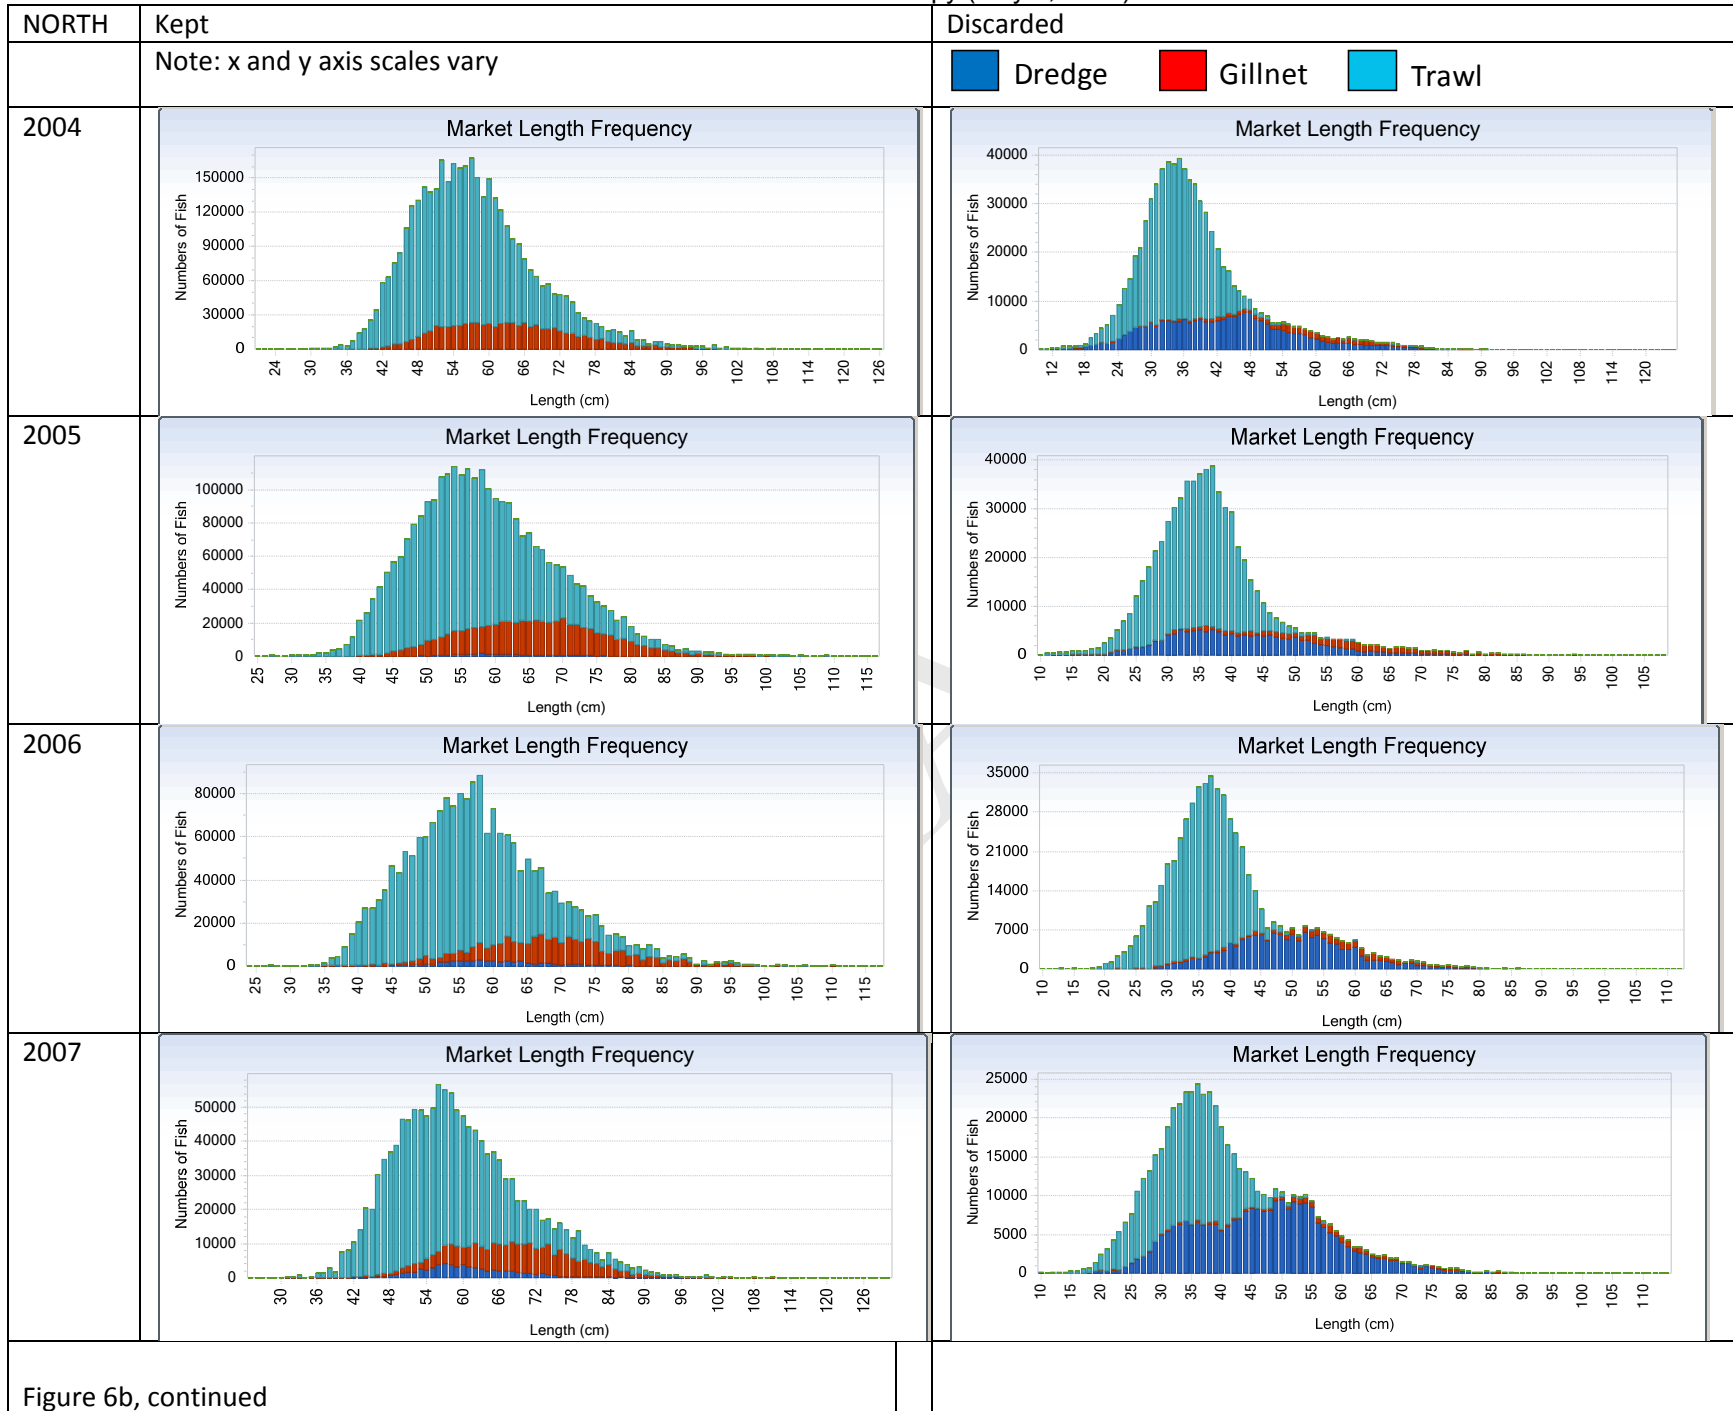 NORTH Kept Discarded
Note: x and y axis scales vary
Dredge Gillnet Trawl
2004
Market Length Frequency
Numbers of Fish
150000
120000
90000
60000
30000
0
24 30 36 42 48 54 60 66 72 78 84 90 96 102 108 114 120 126
Length (cm)
Market Length Frequency
Numbers of Fish
40000
30000
20000
10000
0
12 18 24 30 36 42 48 54 60 66 72 78 84 90 96 102 108 114 120
Length (cm)
2005
Market Length Frequency
Numbers of Fish
100000
80000
60000
40000
20000
0
25 30 35 40 45 50 55 60 65 70 75 80 85 90 95 100 105 110 115
Length (cm)
Market Length Frequency
Numbers of Fish
40000
30000
20000
10000
0
10 15 20 25 30 35 40 45 50 55 60 65 70 75 80 85 90 95 100 105
Length (cm)
2006
Market Length Frequency
Numbers of Fish
80000
60000
40000
20000
0
25 30 35 40 45 50 55 60 65 70 75 80 85 90 95 100 105 110 115
Length (cm)
Market Length Frequency
Numbers of Fish
35000
28000
21000
14000
7000
0
10 15 20 25 30 35 40 45 50 55 60 65 70 75 80 85 90 95 100 105 110
Length (cm)
2007
Market Length Frequency
Numbers of Fish
50000
40000
30000
20000
10000
0
30 36 42 48 54 60 66 72 78 84 90 96 102 108 114 120 126
Length (cm)
Market Length Frequency
Numbers of Fish
25000
20000
15000
10000
5000
0
10 15 20 25 30 35 40 45 50 55 60 65 70 75 80 85 90 95 100 105 110
Length (cm)
Figure 6b, continued